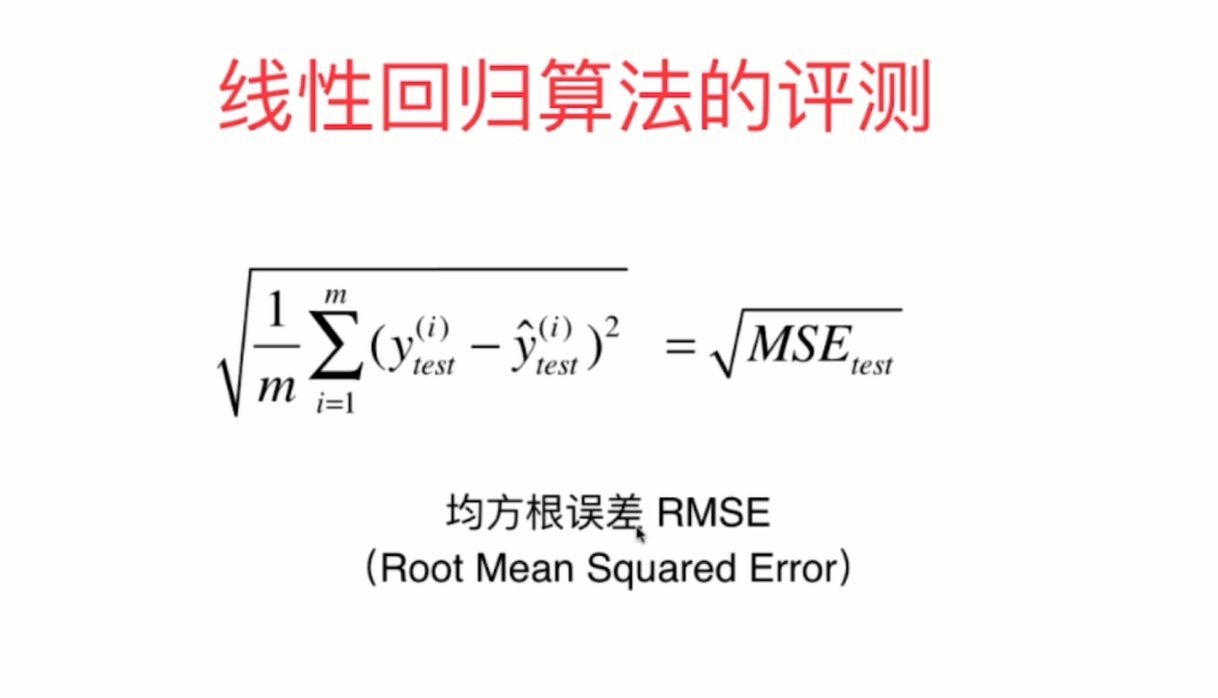 线性回归算法的评测
$\sqrt{\frac{1}{m}\sum_{i=1}^{m}(y_{test}^{(i)}-\hat{y}_{test}^{(i)})^2} = \sqrt{MSE_{test}}$
均方根误差 RMSE
（Root Mean Squared Error）